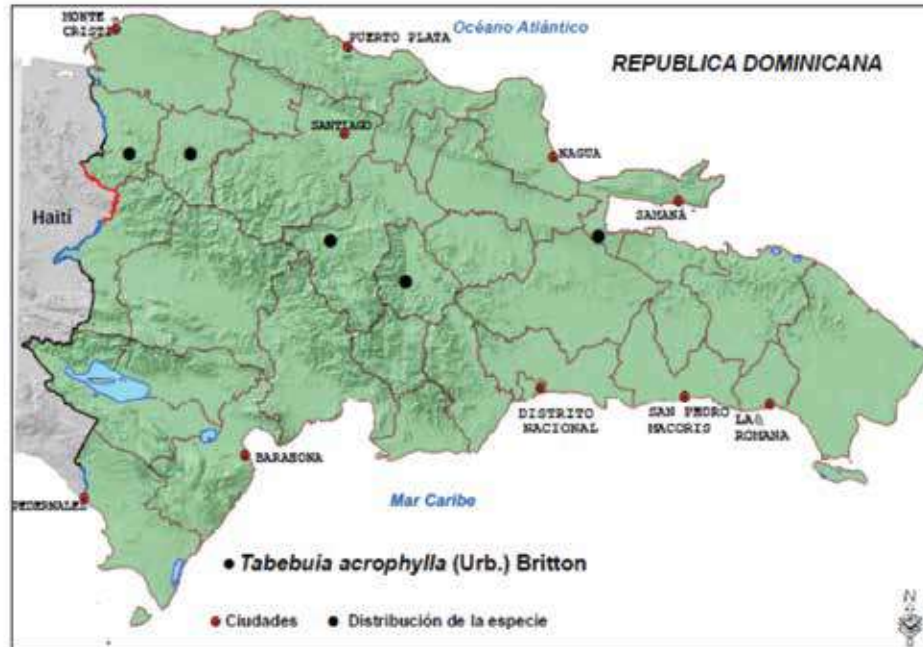 MONTE
CRISTI
PUERTO PLATA
Océano Atlántico
REPUBLICA DOMINICANA
SANTIAGO
NAGUA
SAMANÁ
Haití
DISTRITO
NACIONAL
SAN PEDRO
MACORIS
LA
ROMANA
BARAHONA
PEDERNALES
Mar Caribe
Tabebuia acrophylla (Urb.) Britton
Ciudades
Distribución de la especie
N